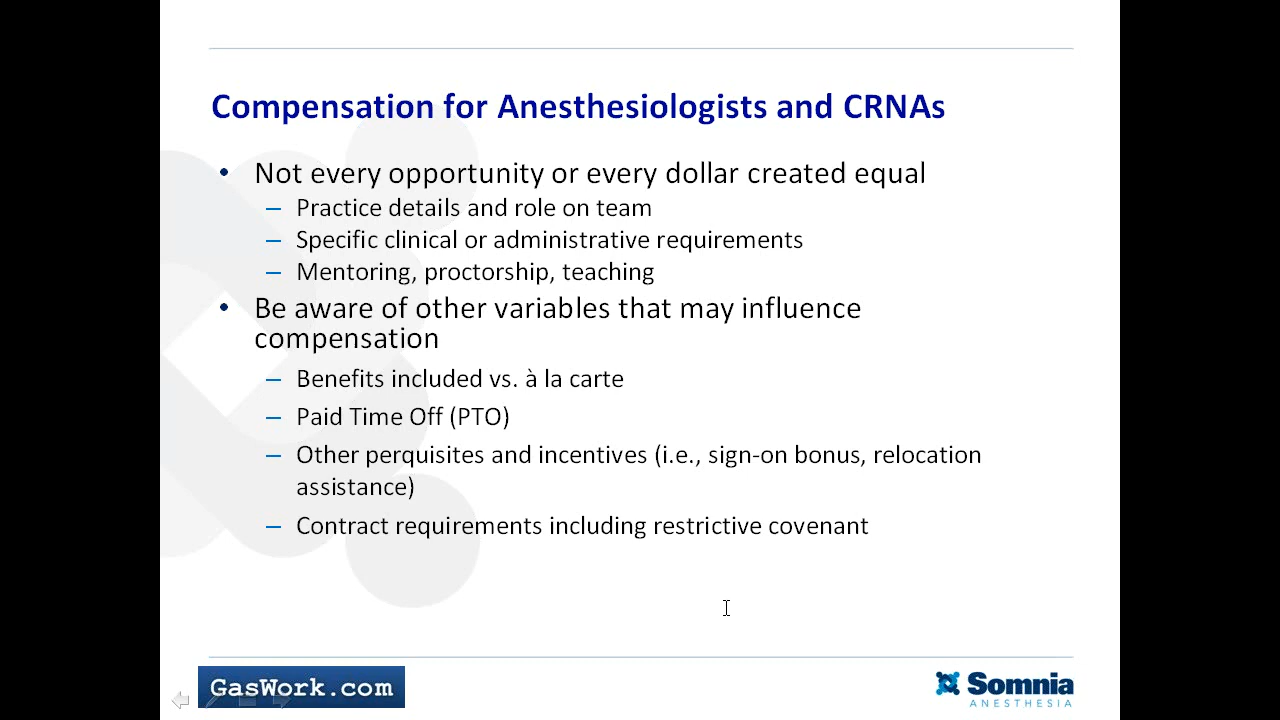 Compensation for Anesthesiologists and CRNAs
• Not every opportunity or every dollar created equal
– Practice details and role on team
– Specific clinical or administrative requirements
– Mentoring, proctorship, teaching
• Be aware of other variables that may influence
compensation
– Benefits included vs. à la carte
– Paid Time Off (PTO)
– Other perquisites and incentives (i.e., sign-on bonus, relocation
assistance)
– Contract requirements including restrictive covenant
GasWork.com
Somnia
ANESTHESIA